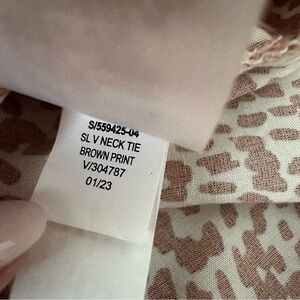 S/559425-04
SL V NECK TIE
BROWN PRINT
V/304787
01/23